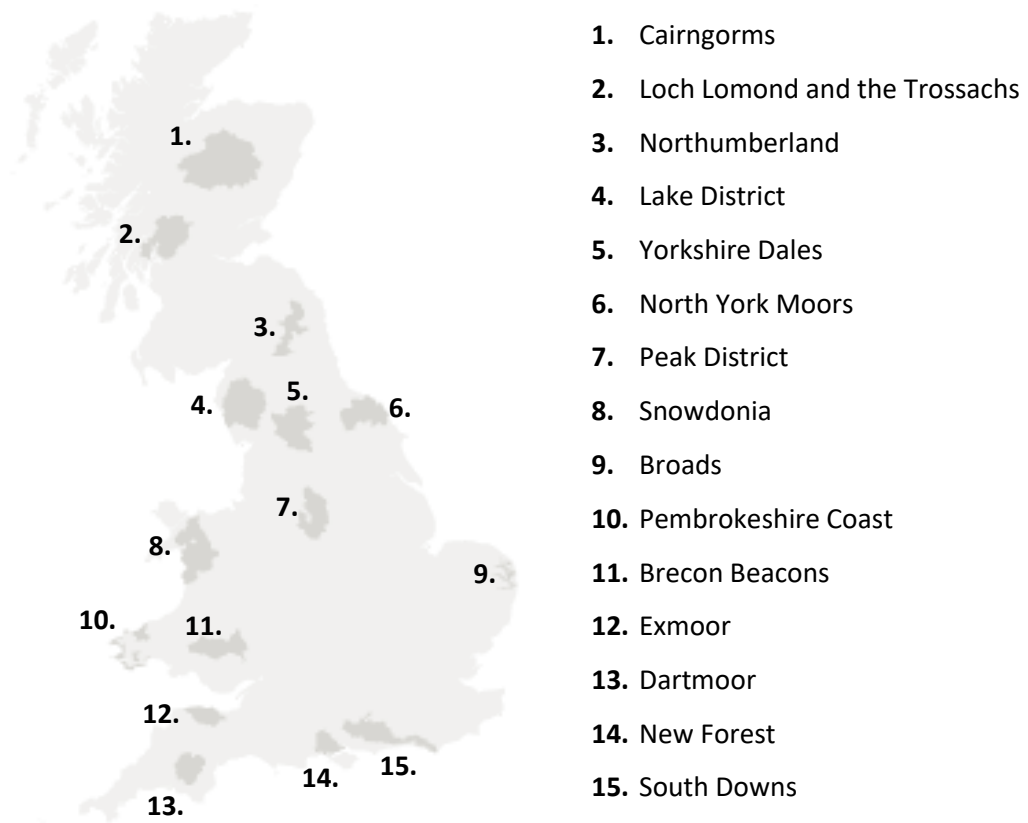 1. Cairngorms
2. Loch Lomond and the Trossachs
3. Northumberland
4. Lake District
5. Yorkshire Dales
6. North York Moors
7. Peak District
8. Snowdonia
9. Broads
10. Pembrokeshire Coast
11. Brecon Beacons
12. Exmoor
13. Dartmoor
14. New Forest
15. South Downs
1.
2.
3.
4.
5.
6.
7.
8.
9.
10.
11.
12.
13.
14.
15.